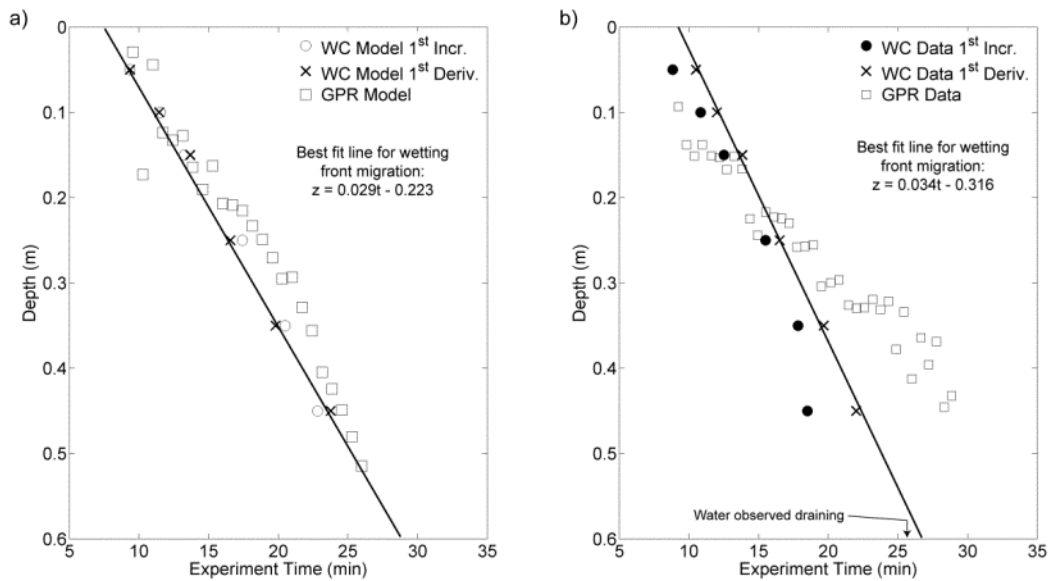 a)
WC Model 1st Incr.
WC Model 1st Deriv.
GPR Model
Best fit line for wetting
front migration:
z = 0.029t - 0.223
Depth (m)
0
0.1
0.2
0.3
0.4
0.5
0.6
5 10 15 20 25 30 35
Experiment Time (min)
b)
WC Data 1st Incr.
WC Data 1st Deriv.
GPR Data
Best fit line for wetting
front migration:
z = 0.034t - 0.316
Water observed draining
Depth (m)
0
0.1
0.2
0.3
0.4
0.5
0.6
5 10 15 20 25 30 35
Experiment Time (min)